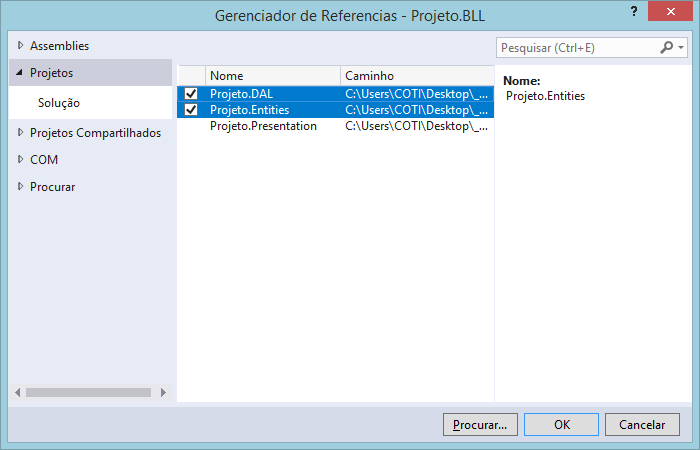 Gerenciador de Referencias - Projeto.BLL
?
Assemblies
Projetos
Solução
Projetos Compartilhados
COM
Procurar
Nome Caminho
Projeto.DAL C:\Users\COTI\Desktop\_...
Projeto.Entities C:\Users\COTI\Desktop\_...
Projeto.Presentation C:\Users\COTI\Desktop\_...
Pesquisar (Ctrl+E)
Nome:
Projeto.Entities
Procurar...
OK
Cancelar